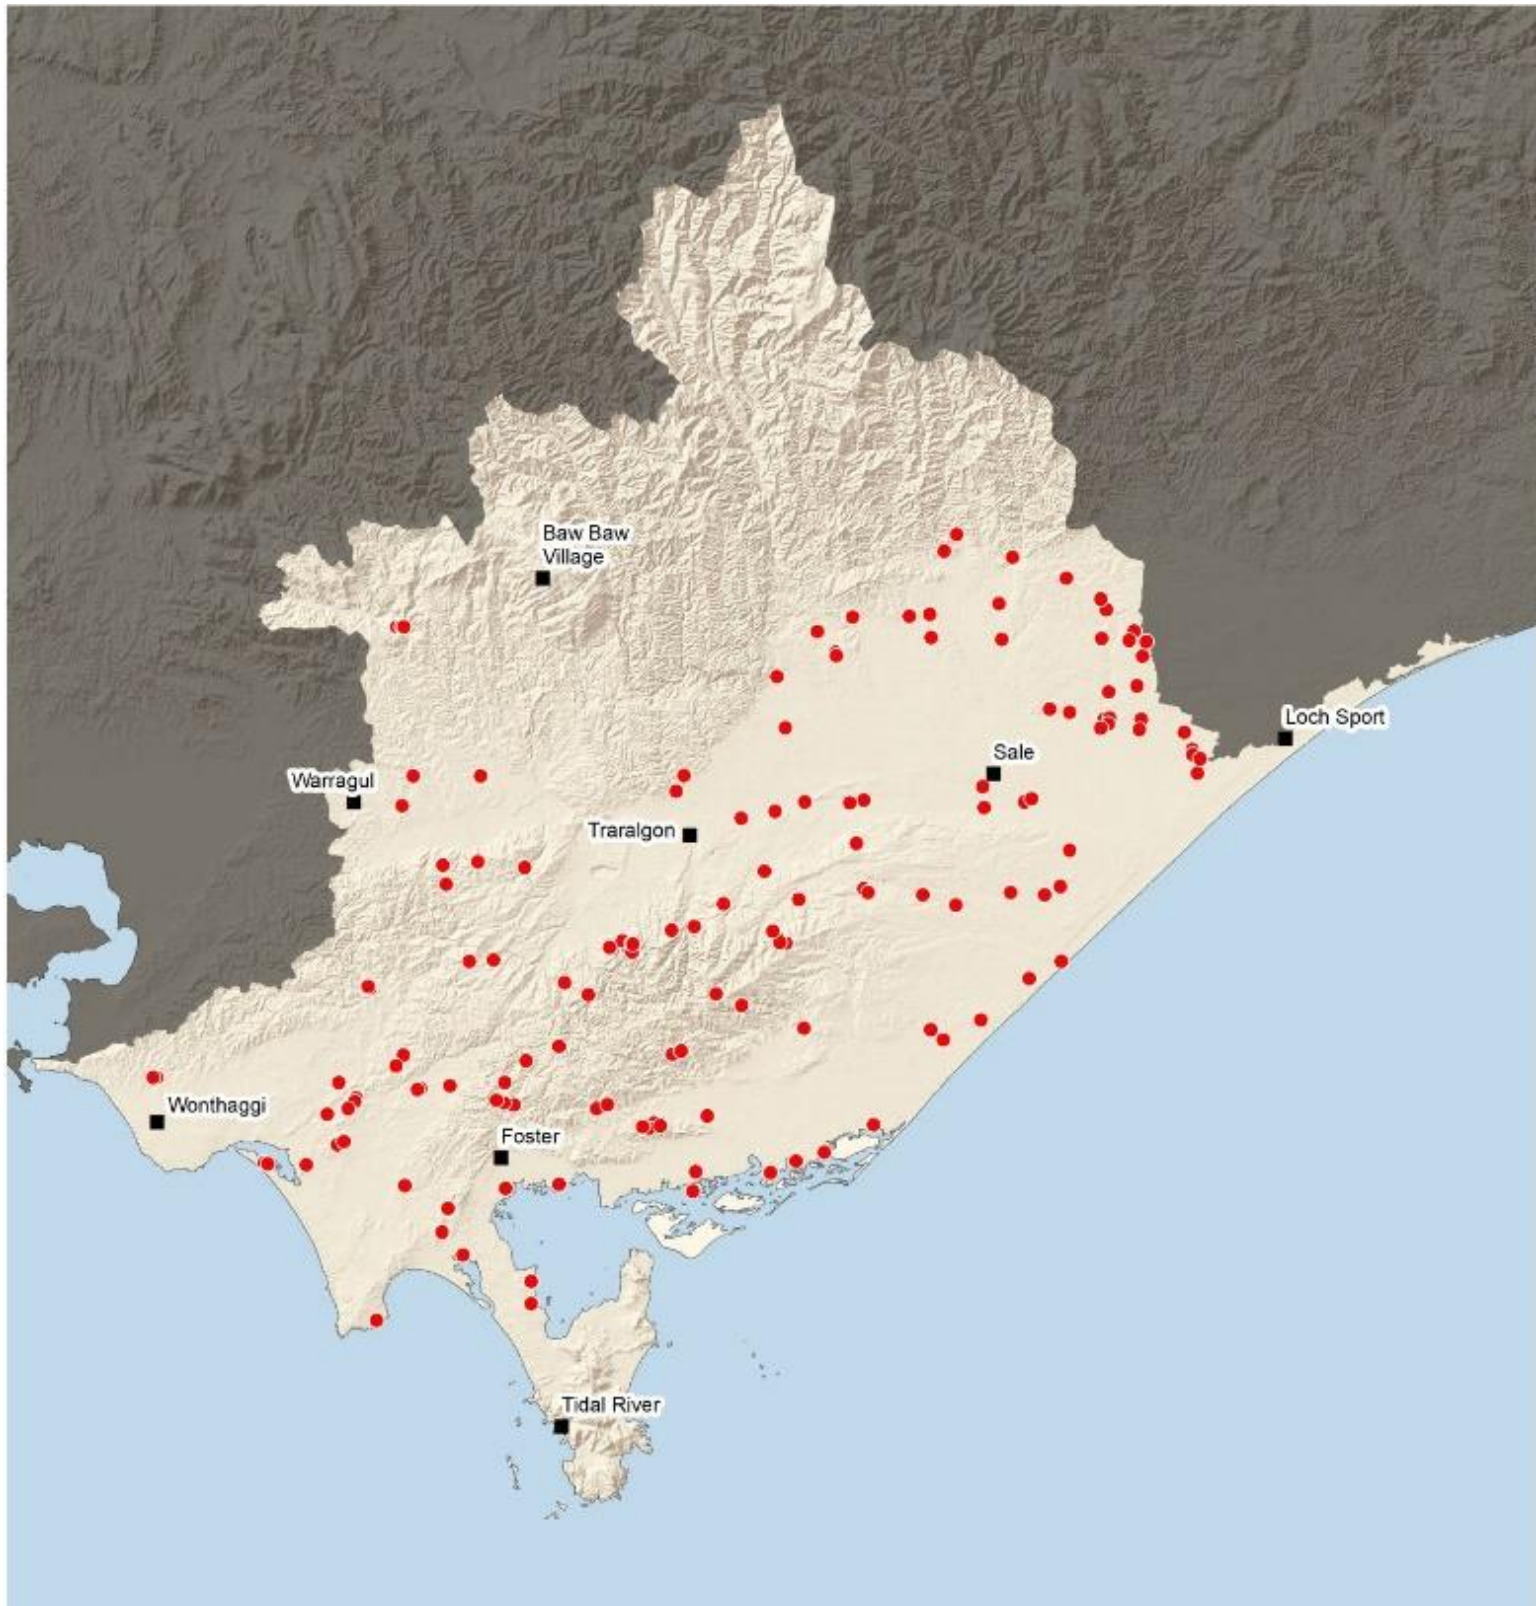 Baw Baw
Village
Loch Sport
Sale
Warragul
Traralgon
Wonthaggi
Foster
Tidal River